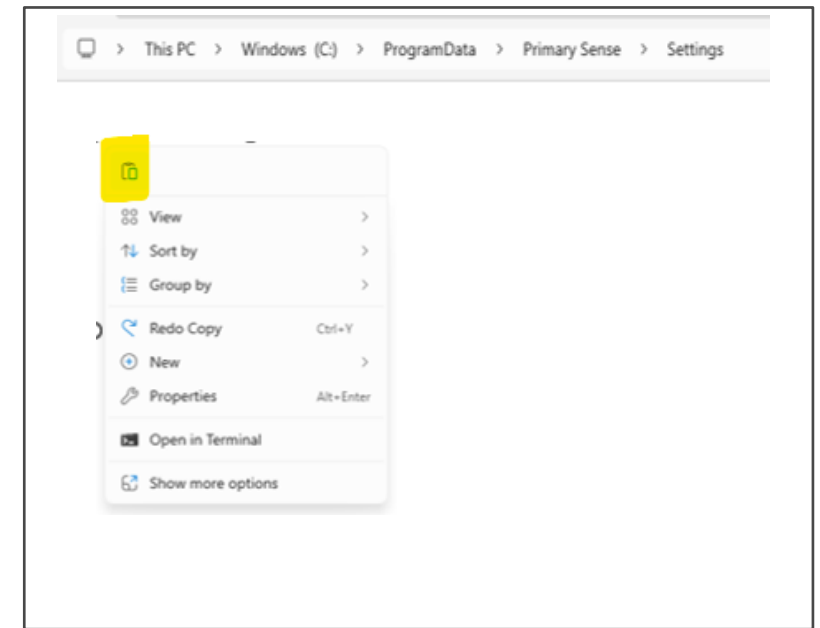 This PC > Windows (C:) > ProgramData > Primary Sense > Settings
View
Sort by
Group by
Redo Copy Ctrl+Y
New
Properties Alt+Enter
Open in Terminal
Show more options